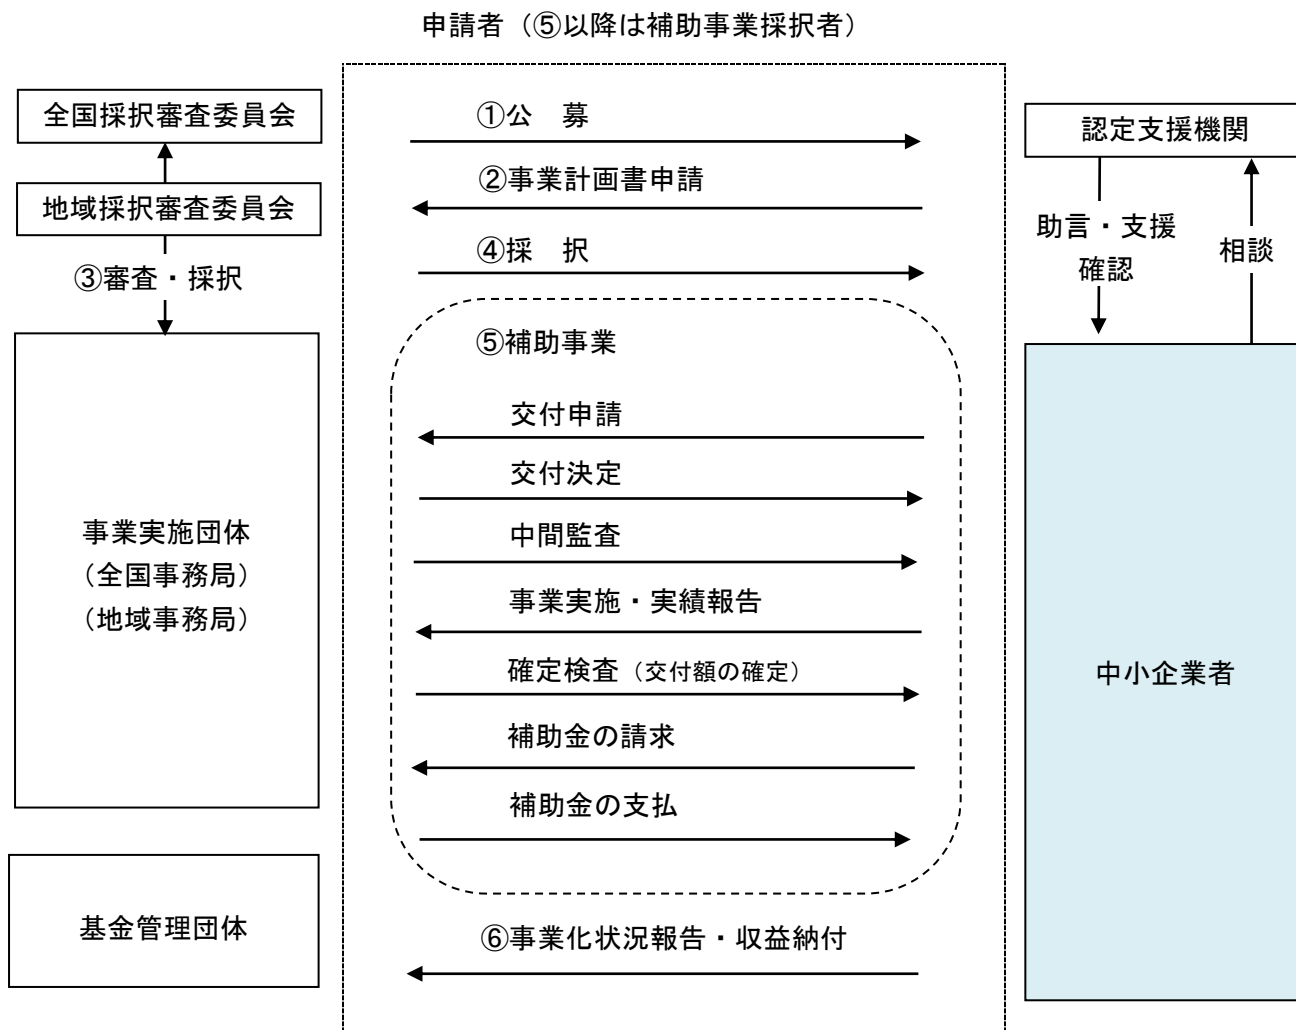 申請者（⑤以降は補助事業採択者）
全国採択審査委員会
地域採択審査委員会
③審査・採択
事業実施団体
（全国事務局）
（地域事務局）
基金管理団体
①公　募
②事業計画書申請
④採　択
⑤補助事業
交付申請
交付決定
中間監査
事業実施・実績報告
確定検査（交付額の確定）
補助金の請求
補助金の支払
⑥事業化状況報告・収益納付
認定支援機関
助言・支援
確認
相談
中小企業者